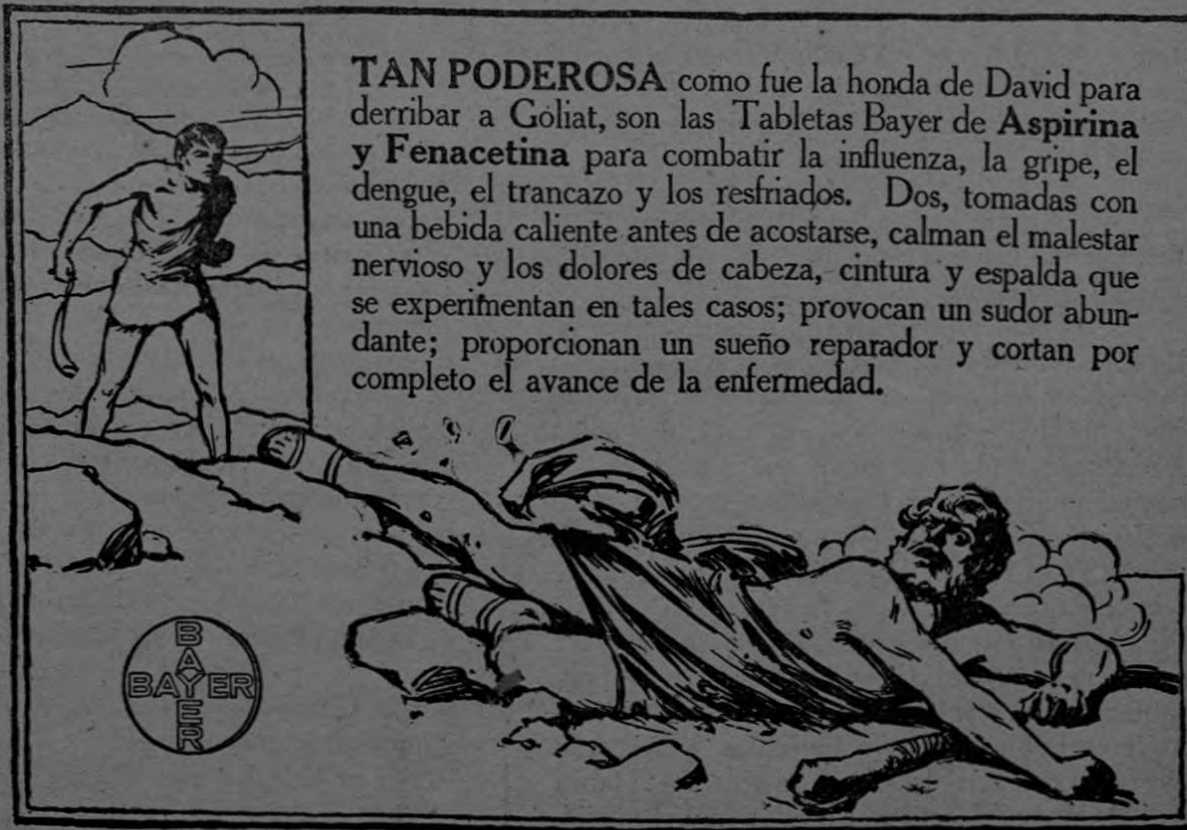 TAN PODEROSA como fue la honda de David para
derribar a Goliat, son las Tabletas Bayer de Aspirina
y Fenacetina para combatir la influenza, la gripe, el
dengue, el trancazo y los resfriados. Dos, tomadas con
una bebida caliente antes de acostarse, calman el malestar
nervioso y los dolores de cabeza, cintura y espalda que
se experimentan en tales casos; provocan un sudor abun-
dante; proporcionan un sueño reparador y cortan por
completo el avance de la enfermedad.
BAYER
BAYER